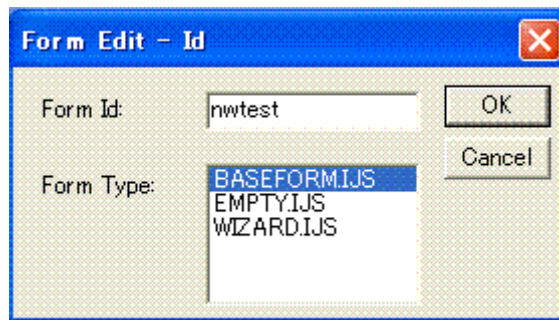 Form Edit - Id
Form Id:
nwtest
OK
Cancel
Form Type:
BASEFORM.IJS
EMPTY.IJS
WIZARD.IJS